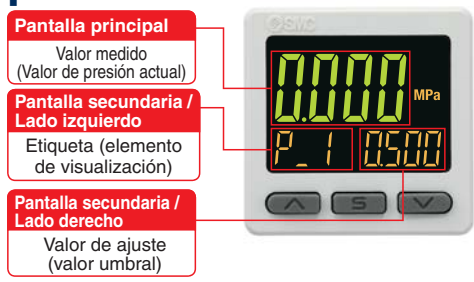 Pantalla principal
Valor medido
(Valor de presión actual)
Pantalla secundaria /
Lado izquierdo
Etiqueta (elemento
de visualización)
Pantalla secundaria /
Lado derecho
Valor de ajuste
(valor umbral)
SMC
0.000
MPa
P_1 0.500
S